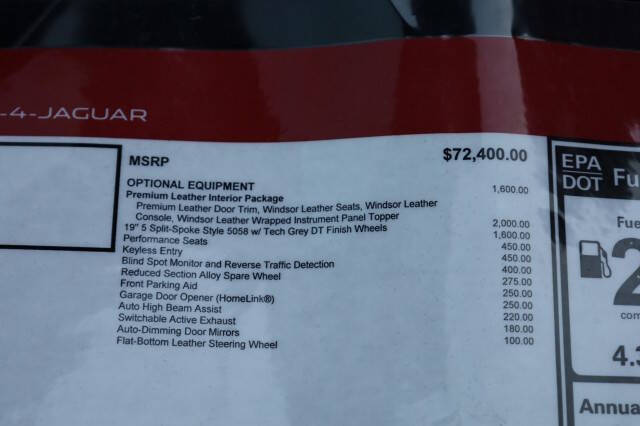 -4-JAGUAR
MSRP $72,400.00
OPTIONAL EQUIPMENT
Premium Leather Interior Package 1,600.00
Premium Leather Door Trim, Windsor Leather Seats, Windsor Leather
Console, Windsor Leather Wrapped Instrument Panel Topper
19" 5 Split-Spoke Style 5058 w/ Tech Grey DT Finish Wheels 2,000.00
Performance Seats 1,600.00
Keyless Entry 450.00
Blind Spot Monitor and Reverse Traffic Detection 450.00
Reduced Section Alloy Spare Wheel 400.00
Front Parking Aid 275.00
Garage Door Opener (HomeLink®) 250.00
Auto High Beam Assist 250.00
Switchable Active Exhaust 220.00
Auto-Dimming Door Mirrors 180.00
Flat-Bottom Leather Steering Wheel 100.00
EPA
DOT
Fu
Fue
2
com
4.3
Annua